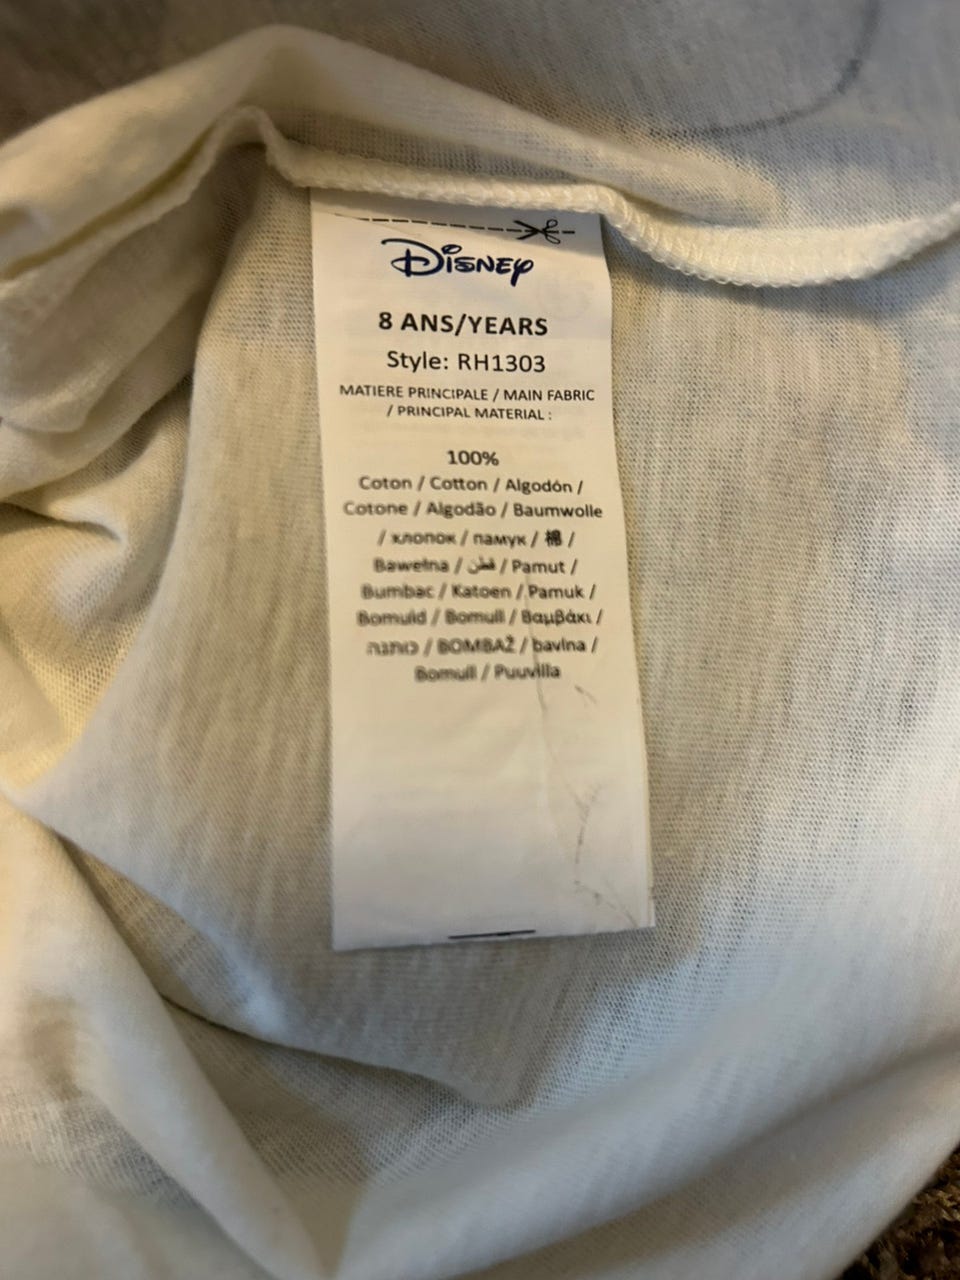 Disney
8 ANS/YEARS
Style: RH1303
MATIERE PRINCIPALE / MAIN FABRIC
/ PRINCIPAL MATERIAL :
100%
Coton / Cotton / Algodón /
Cotone / Algodão / Baumwolle
/ хлопок / памук / 棉 /
Bawełna / قطن / Pamut /
Bumbac / Katoen / Pamuk /
Bomuld / Bomull / Βαμβάκι /
כותנה / BOMBAŽ / bavlna /
Bomull / Puuvilla